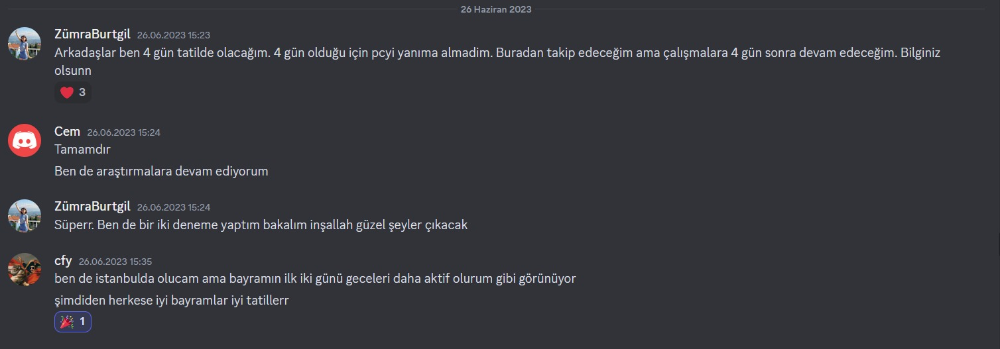 26 Haziran 2023
ZümraBurtgil 26.06.2023 15:23
Arkadaşlar ben 4 gün tatilde olacağım. 4 gün olduğu için pcyi yanıma almadim. Buradan takip edeceğim ama çalışmalara 4 gün sonra devam edeceğim. Bilginiz
olsunn
3
Cem 26.06.2023 15:24
Tamamdır
Ben de araştırmalara devam ediyorum
ZümraBurtgil 26.06.2023 15:24
Süperr. Ben de bir iki deneme yaptım bakalım inşallah güzel şeyler çıkacak
cfy 26.06.2023 15:35
ben de istanbulda olucam ama bayramın ilk iki günü geceleri daha aktif olurum gibi görünüyor
şimdiden herkese iyi bayramlar iyi tatillerr
1